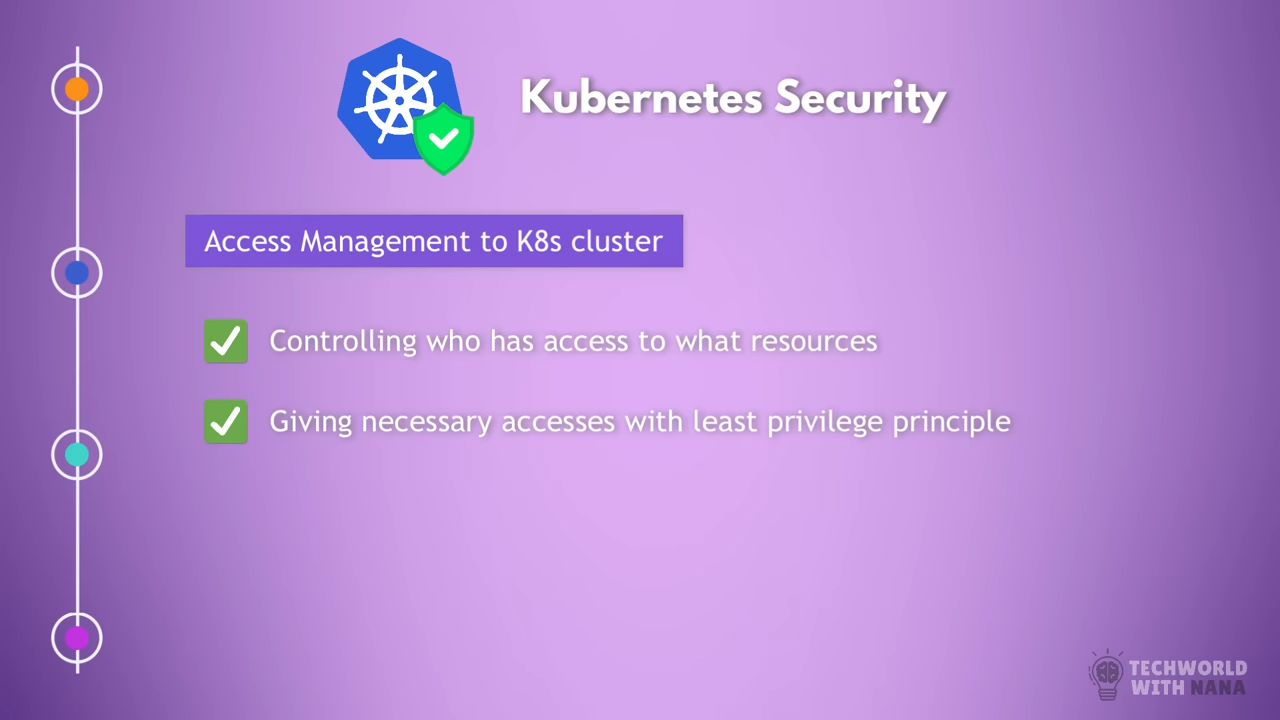 Kubernetes Security
Access Management to K8s cluster
Controlling who has access to what resources
Giving necessary accesses with least privilege principle
TECHWORLD
WITH NANA